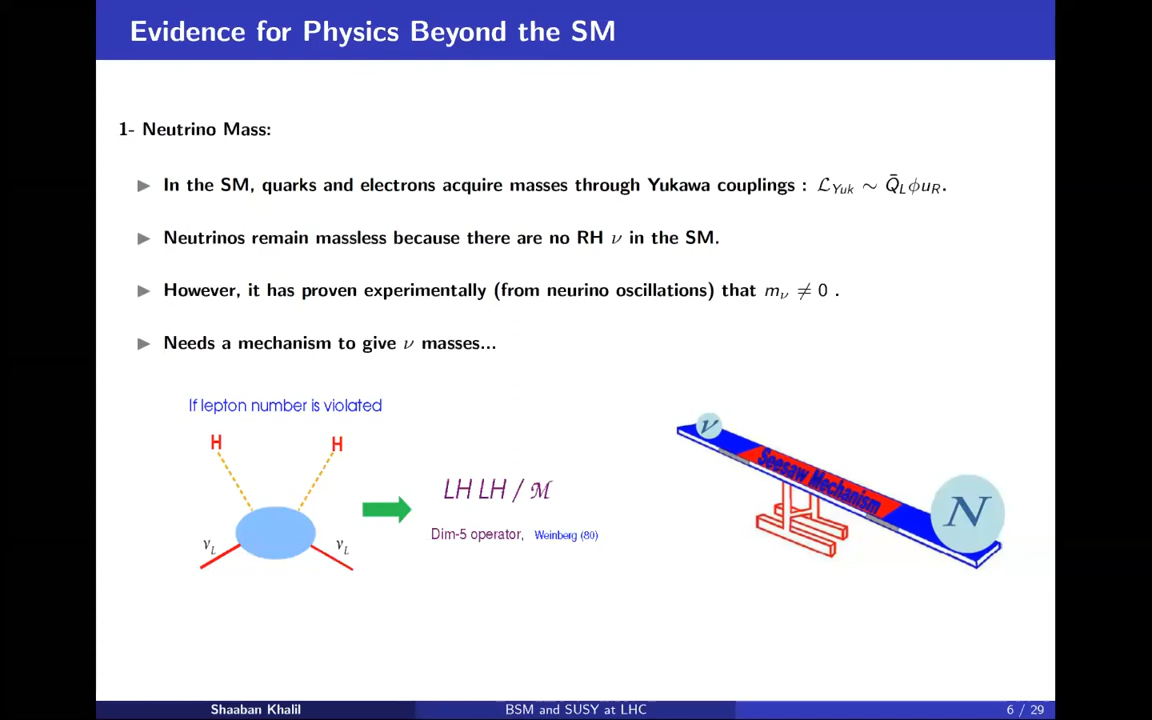 Evidence for Physics Beyond the SM
1- Neutrino Mass:
▶ In the SM, quarks and electrons acquire masses through Yukawa couplings : ℒ_Yuk ∼ Q̄_Lϕu_R.
▶ Neutrinos remain massless because there are no RH ν in the SM.
▶ However, it has proven experimentally (from neurino oscillations) that m_ν ≠ 0 .
▶ Needs a mechanism to give ν masses...
If lepton number is violated
H H
ν_L ν_L
LH LH / ℳ
Dim-5 operator, Weinberg (80)
ν
Seesaw Mechanism
N
Shaaban Khalil BSM and SUSY at LHC 6 / 29